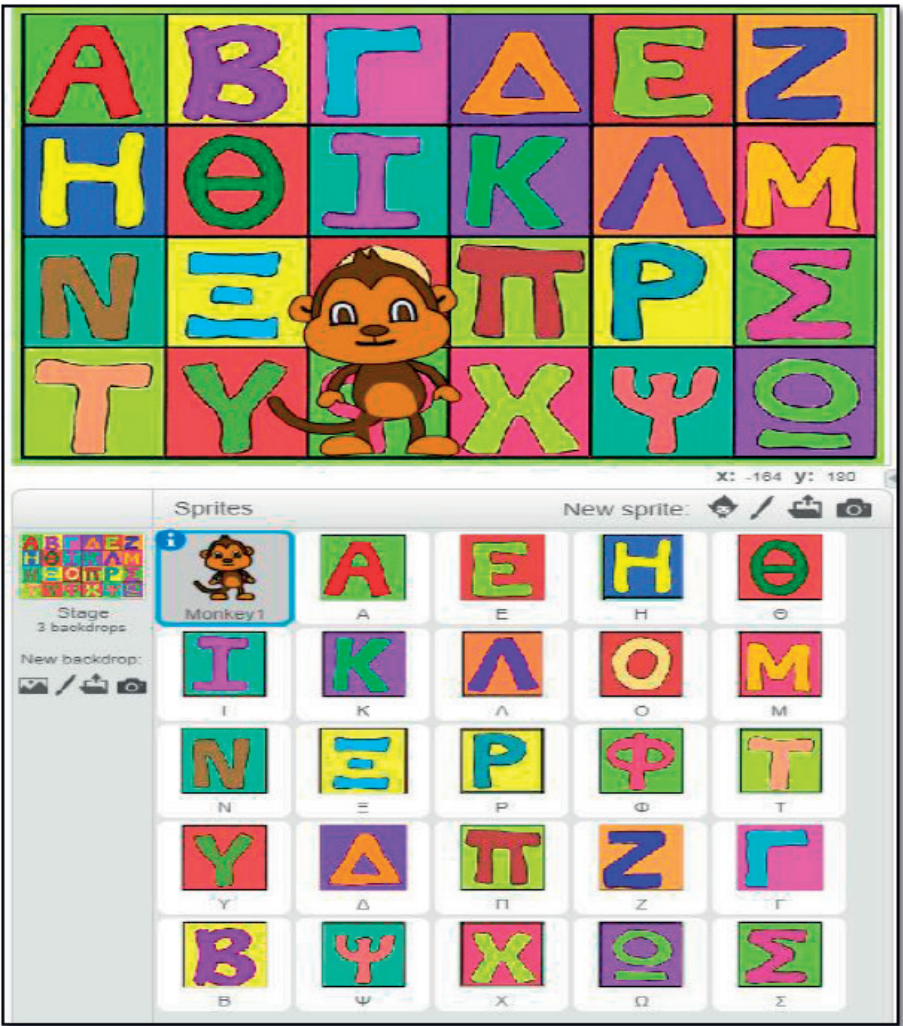 Α Β Γ Δ Ε Ζ
Η Θ Ι Κ Λ Μ
Ν Ξ Π Ρ Σ
Τ Υ Χ Ψ Ω
x: -164 y: 180
Sprites
New sprite:
Stage
3 backdrops
New backdrop:
Α Ε Η Θ
Monkey1 Α Ε Η Θ
Ι Κ Λ Ο Μ
Ι Κ Λ Ο Μ
Ν Ξ Ρ Φ Τ
Ν Ξ Ρ Φ Τ
Υ Δ Π Ζ Γ
Υ Δ Π Ζ Γ
Β Ψ Χ Ω Σ
Β Ψ Χ Ω Σ